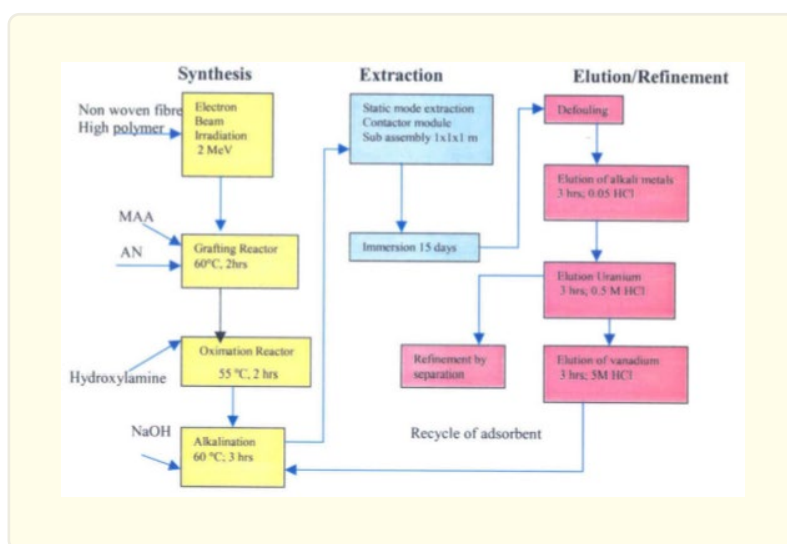 Synthesis
Extraction
Elution/Refinement
Non woven fibre
High polymer
Electron
Beam
Irradiation
2 MeV
MAA
AN
Grafting Reactor
60°C, 2hrs
Hydroxylamine
Oximation Reactor
55 °C, 2 hrs
NaOH
Alkalination
60 °C; 3 hrs
Static mode extraction
Contactor module
Sub assembly 1x1x1 m
Immersion 15 days
Defouling
Elution of alkali metals
3 hrs; 0.05 HCl
Elution Uranium
3 hrs; 0.5 M HCl
Refinement by
separation
Elution of vanadium
3 hrs; 5M HCl
Recycle of adsorbent